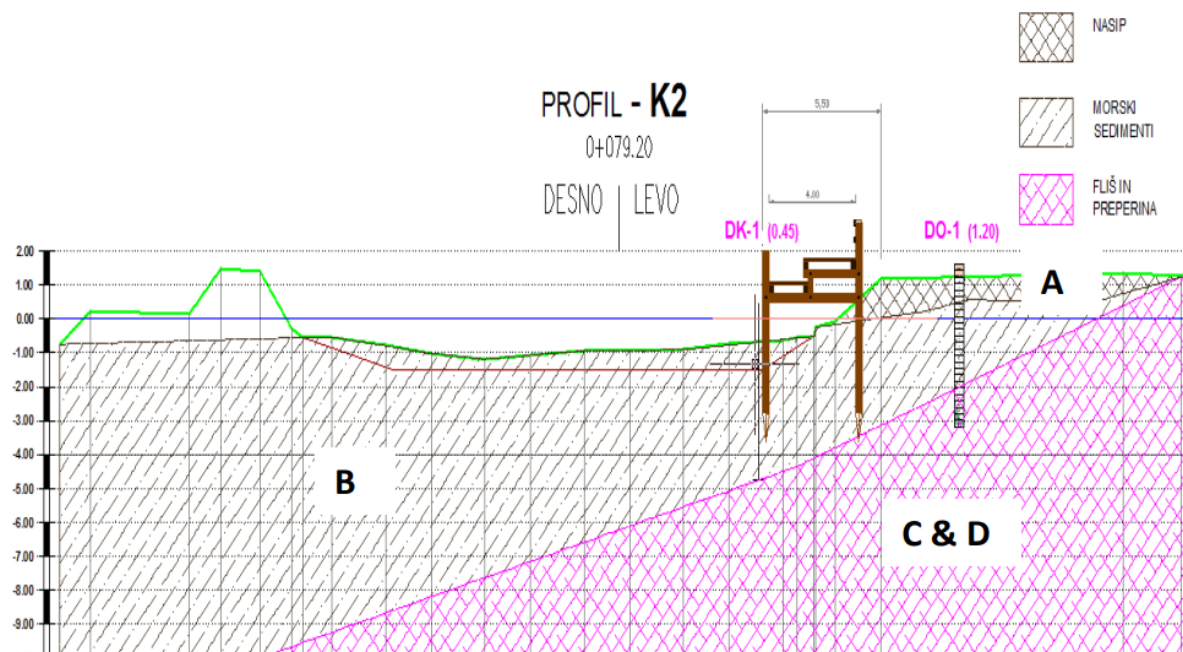 NASIP
PROFIL - K2
0+079.20
DESNO LEVO
5,50
4.00
MORSKI
SEDIMENTI
FLIŠ IN
PREPERINA
DK-1 (0.45)
DO-1 (1.20)
A
2.00
1.00
0.00
-1.00
-2.00
-3.00
-4.00
-5.00
-6.00
-7.00
-8.00
-9.00
B
C & D